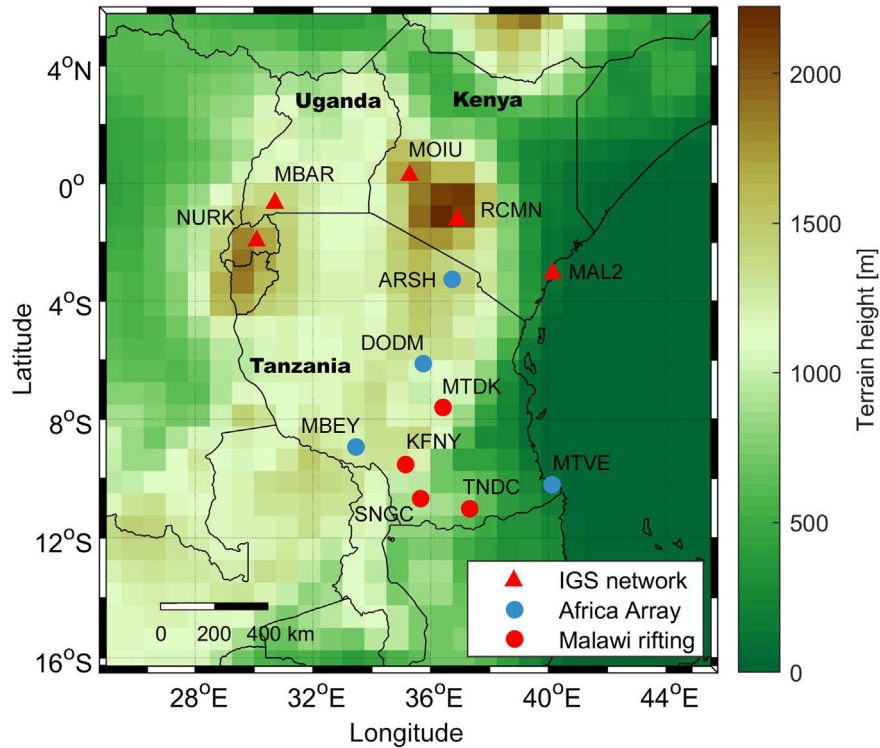 Uganda
Kenya
MOIU
MBAR
NURK
RCMN
MAL2
ARSH
DODM
Tanzania
MTDK
MBEY
KFNY
MTVE
TNDC
SNGC
IGS network
Africa Array
Malawi rifting
0 200 400 km
4°N
0°
4°S
8°S
12°S
16°S
Latitude
28°E 32°E 36°E 40°E 44°E
Longitude
2000
1500
1000
500
0
Terrain height [m]